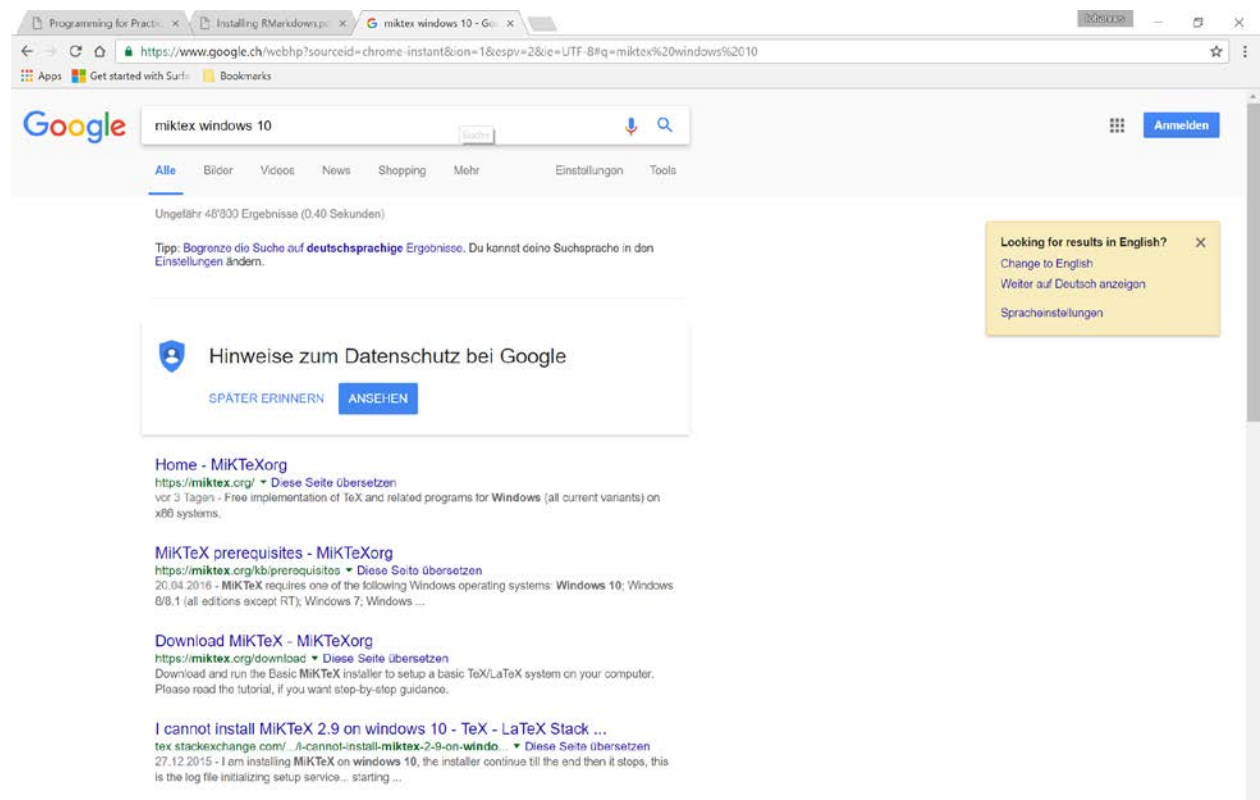 Programming for Practic
Installing RMarkdown.pd
miktex windows 10 - Goo
Johannes
https://www.google.ch/webhp?sourceid=chrome-instant&ion=1&espv=2&ie=UTF-8#q=miktex%20windows%2010
Apps Get started with Surfa Bookmarks
Google miktex windows 10 Suche Anmelden
Alle Bilder Videos News Shopping Mehr Einstellungen Tools
Ungefähr 48'800 Ergebnisse (0.40 Sekunden)
Tipp: Begrenze die Suche auf deutschsprachige Ergebnisse. Du kannst deine Suchsprache in den
Einstellungen ändern.
Looking for results in English?
Change to English
Weiter auf Deutsch anzeigen
Spracheinstellungen
Hinweise zum Datenschutz bei Google
SPÄTER ERINNERN ANSEHEN
Home - MiKTeXorg
https://miktex.org/ Diese Seite übersetzen
vor 3 Tagen - Free implementation of TeX and related programs for Windows (all current variants) on
x86 systems.
MiKTeX prerequisites - MiKTeXorg
https://miktex.org/kb/prerequisites Diese Seite übersetzen
20.04.2016 - MiKTeX requires one of the following Windows operating systems: Windows 10; Windows
8/8.1 (all editions except RT); Windows 7; Windows ...
Download MiKTeX - MiKTeXorg
https://miktex.org/download Diese Seite übersetzen
Download and run the Basic MiKTeX installer to setup a basic TeX/LaTeX system on your computer.
Please read the tutorial, if you want step-by-step guidance.
I cannot install MiKTeX 2.9 on windows 10 - TeX - LaTeX Stack ...
tex.stackexchange.com/.../i-cannot-install-miktex-2-9-on-windo... Diese Seite übersetzen
27.12.2015 - I am installing MiKTeX on windows 10, the installer continue till the end then it stops, this
is the log file initializing setup service... starting ...